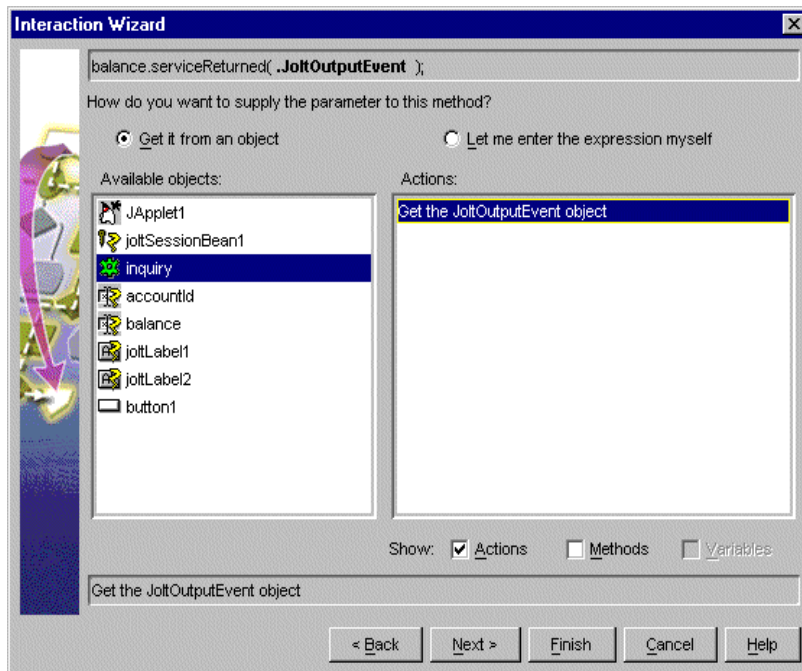 Interaction Wizard
balance.serviceReturned( .JoltOutputEvent );
How do you want to supply the parameter to this method?
Get it from an object
Let me enter the expression myself
Available objects:
Actions:
JApplet1
joltSessionBean1
inquiry
accountId
balance
joltLabel1
joltLabel2
button1
Get the JoltOutputEvent object
Show:
Actions
Methods
Variables
Get the JoltOutputEvent object
< Back
Next >
Finish
Cancel
Help